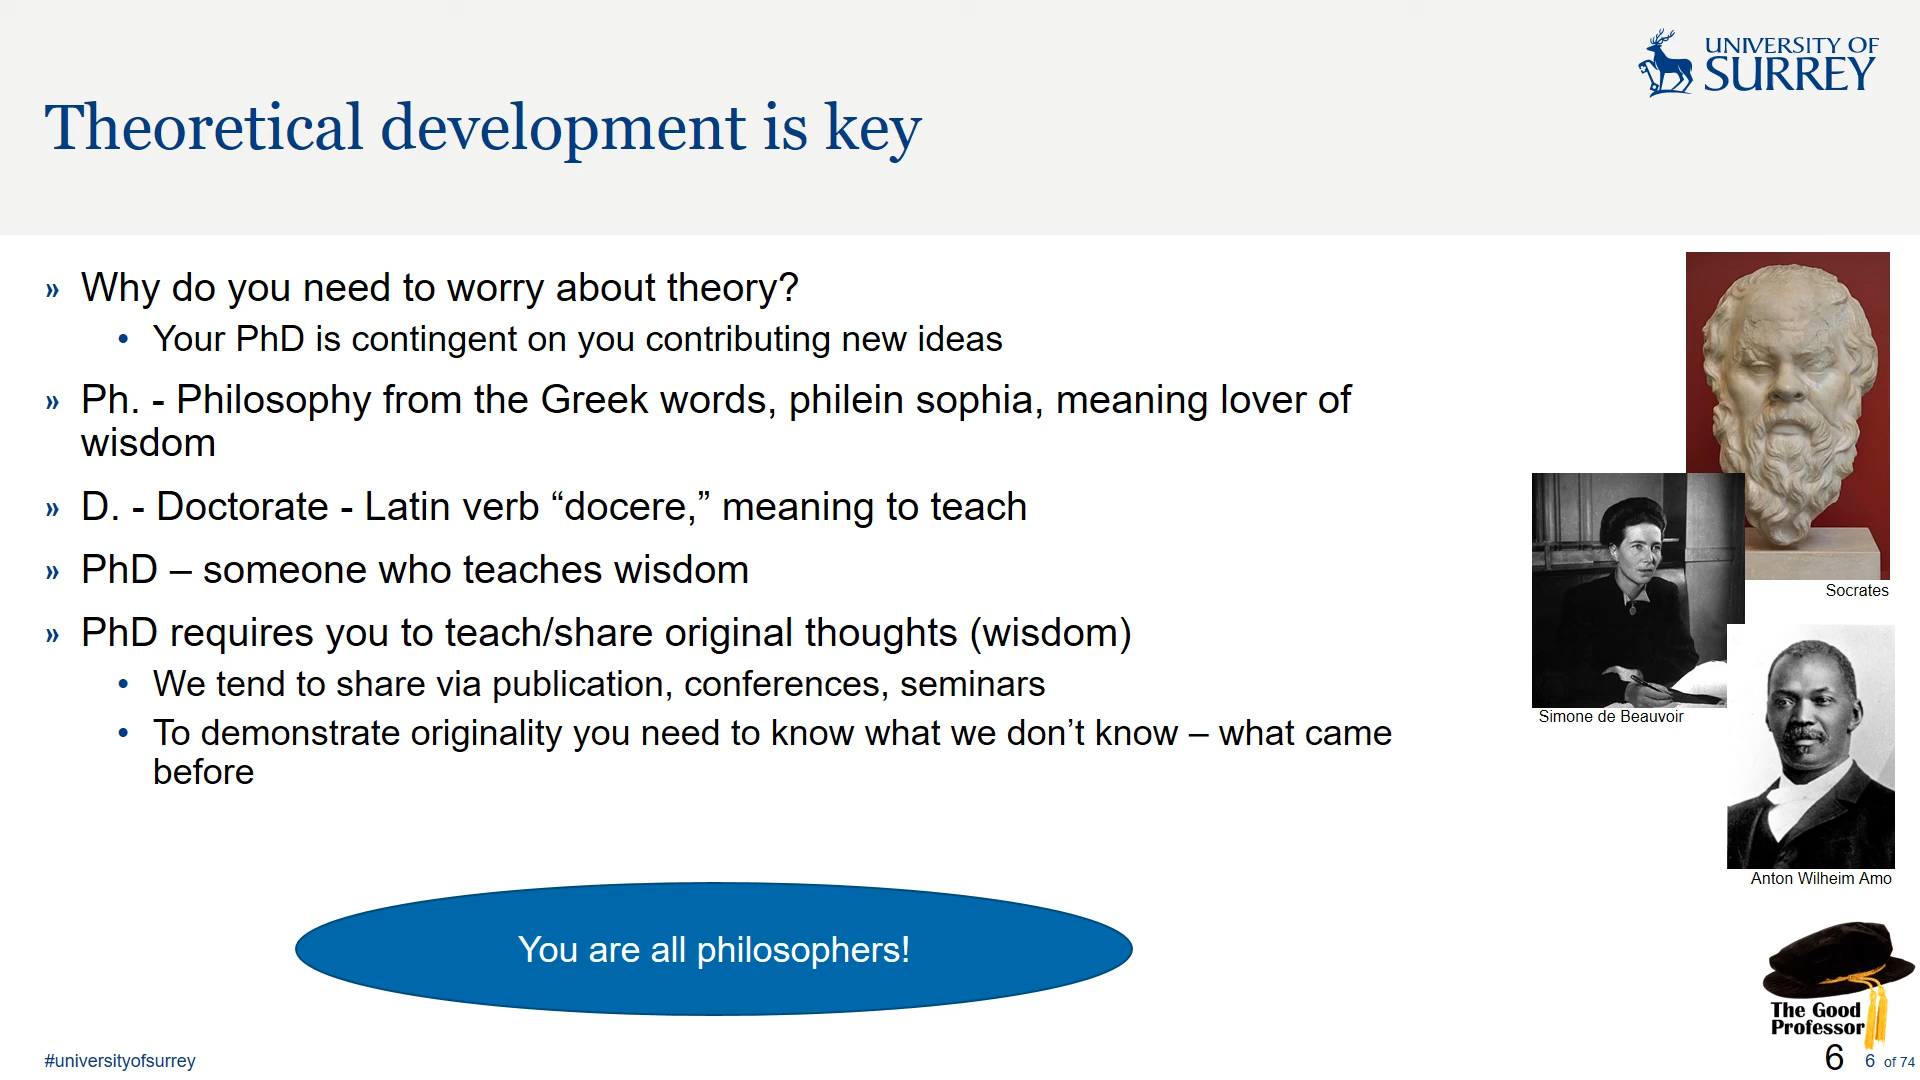 UNIVERSITY OF
SURREY
Theoretical development is key
» Why do you need to worry about theory?
• Your PhD is contingent on you contributing new ideas
» Ph. - Philosophy from the Greek words, philein sophia, meaning lover of
wisdom
» D. - Doctorate - Latin verb “docere,” meaning to teach
» PhD – someone who teaches wisdom
» PhD requires you to teach/share original thoughts (wisdom)
• We tend to share via publication, conferences, seminars
• To demonstrate originality you need to know what we don’t know – what came
before
You are all philosophers!
Socrates
Simone de Beauvoir
Anton Wilheim Amo
The Good
Professor
#universityofsurrey
6
6 of 74